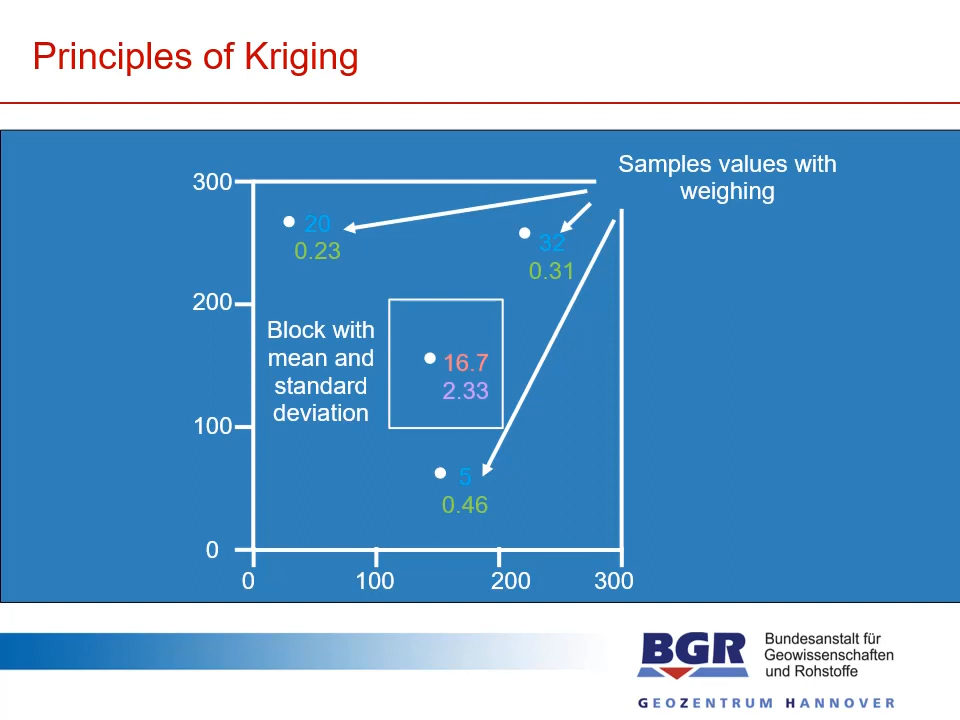 Principles of Kriging
Samples values with
weighing
300
20
0.23
32
0.31
200
Block with
mean and
standard
deviation
16.7
2.33
100
5
0.46
0
0
100
200
300
BGR
Bundesanstalt für
Geowissenschaften
und Rohstoffe
GEOZENTRUM HANNOVER